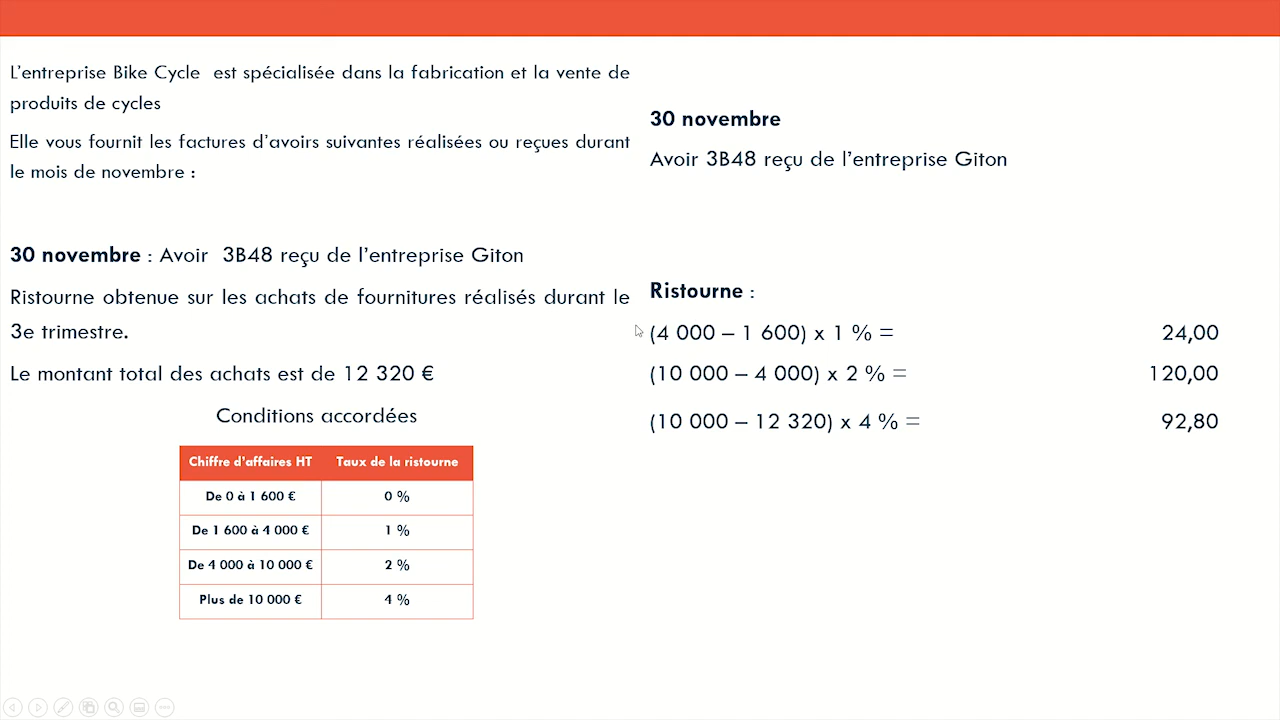 L'entreprise Bike Cycle est spécialisée dans la fabrication et la vente de
produits de cycles
Elle vous fournit les factures d'avoirs suivantes réalisées ou reçues durant
le mois de novembre :
30 novembre : Avoir 3B48 reçu de l'entreprise Giton
Ristourne obtenue sur les achats de fournitures réalisés durant le
3e trimestre.
Le montant total des achats est de 12 320 €
Conditions accordées
Chiffre d'affaires HT Taux de la ristourne
De 0 à 1 600 € 0 %
De 1 600 à 4 000 € 1 %
De 4 000 à 10 000 € 2 %
Plus de 10 000 € 4 %
30 novembre
Avoir 3B48 reçu de l'entreprise Giton
Ristourne :
(4 000 – 1 600) x 1 % = 24,00
(10 000 – 4 000) x 2 % = 120,00
(10 000 – 12 320) x 4 % = 92,80